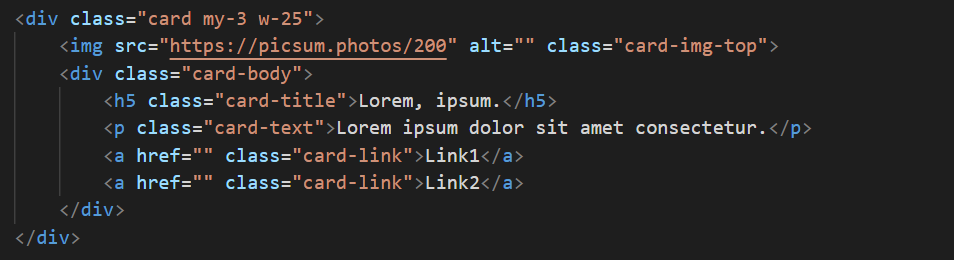 <div class="card my-3 w-25">
    <img src="https://picsum.photos/200" alt="" class="card-img-top">
    <div class="card-body">
        <h5 class="card-title">Lorem, ipsum.</h5>
        <p class="card-text">Lorem ipsum dolor sit amet consectetur.</p>
        <a href="" class="card-link">Link1</a>
        <a href="" class="card-link">Link2</a>
    </div>
</div>